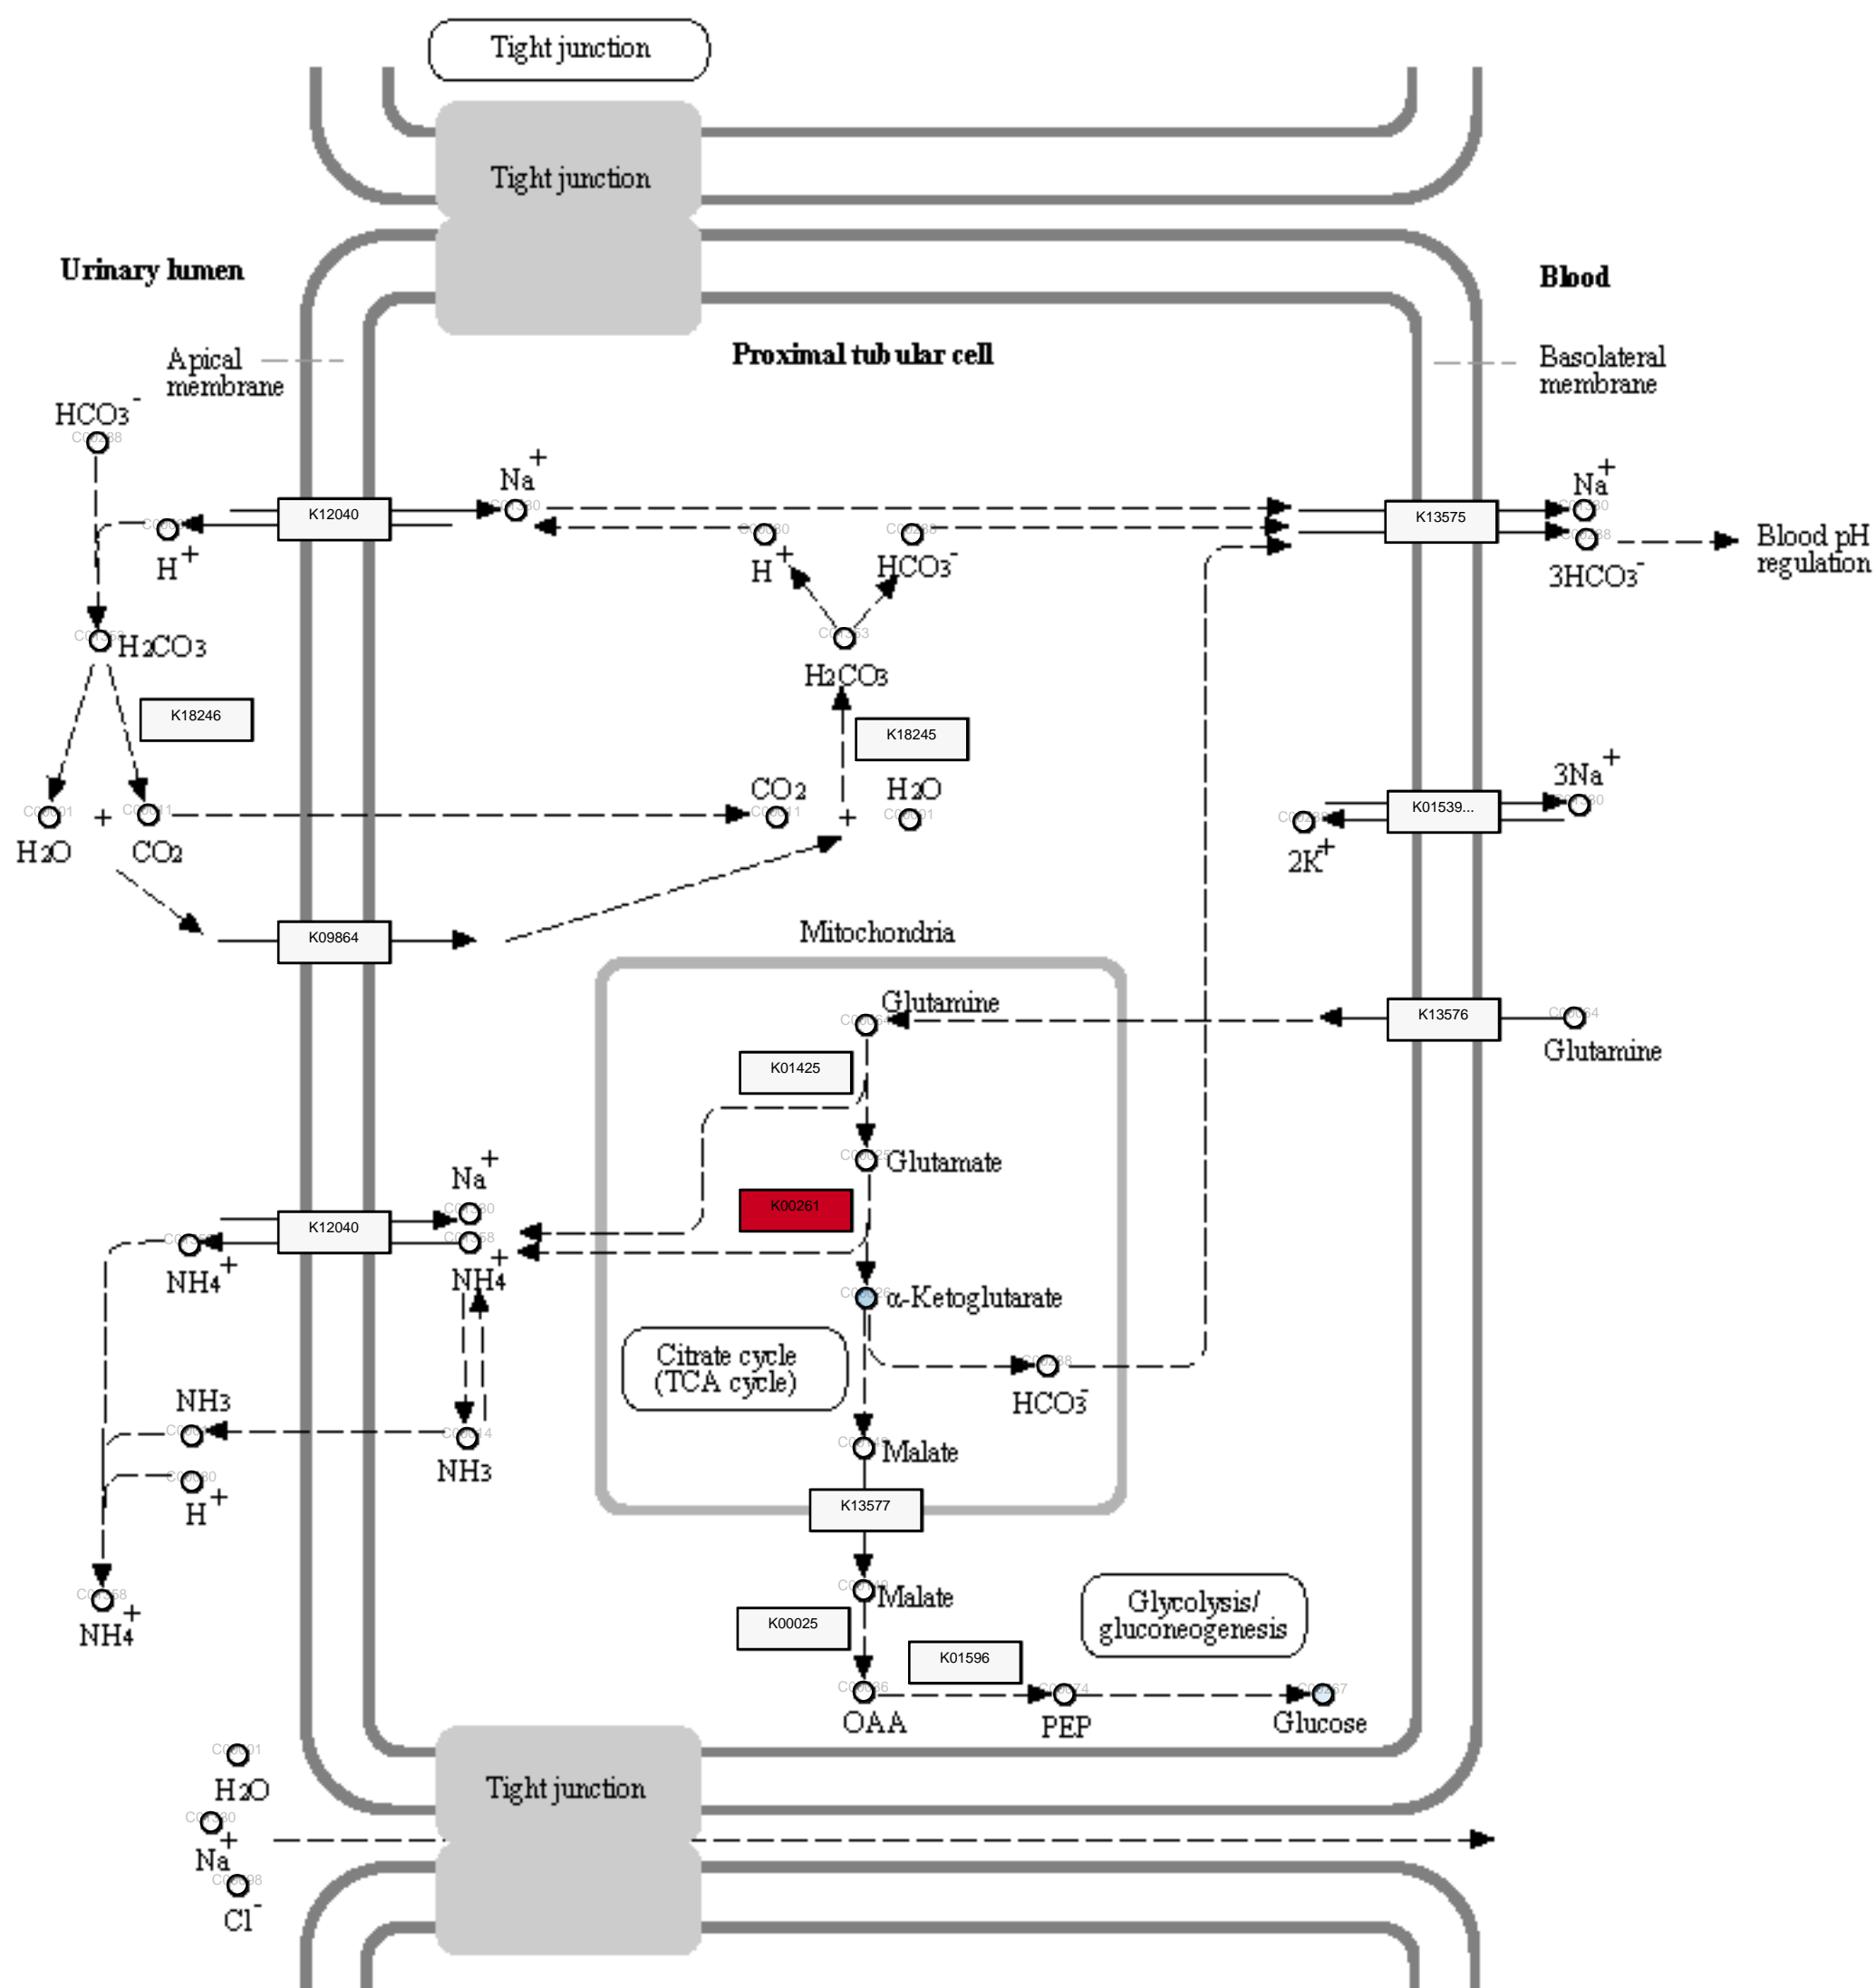 Tight junction
Tight junction
Urinary lumen
Blood
Proximal tubular cell
Apical
membrane
Basolateral
membrane
HCO3-
Na+
Na+
K12040
K13575
H+
H+
HCO3-
3HCO3-
Blood pH
regulation
H2CO3
H2CO3
K18246
K18245
CO2
H2O
3Na+
K01539...
H2O
+
CO2
+
2K+
K09864
Mitochondria
Glutamine
K13576
Glutamine
K01425
Glutamate
Na+
K00261
K12040
NH4+
NH4+
α-Ketoglutarate
Citrate cycle
(TCA cycle)
HCO3-
NH3
NH3
Malate
H+
K13577
Malate
NH4+
K00025
Glycolysis/
gluconeogenesis
K01596
OAA
PEP
Glucose
H2O
Tight junction
Na+
Cl-